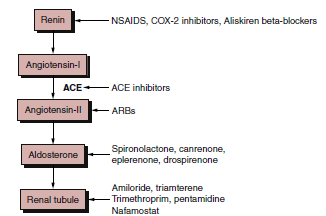 Renin
NSAIDS, COX-2 inhibitors, Aliskiren beta-blockers
Angiotensin-I
ACE
ACE inhibitors
Angiotensin-II
ARBs
Aldosterone
Spironolactone, canrenone,
eplerenone, drospirenone
Renal tubule
Amiloride, triamterene
Trimethroprim, pentamidine
Nafamostat